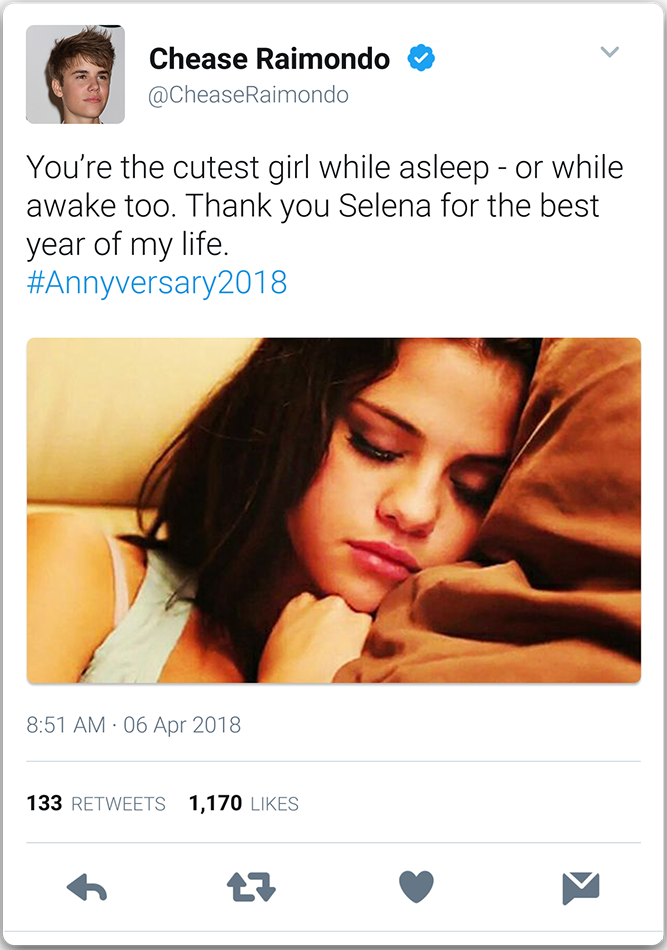 Chease Raimondo
@CheaseRaimondo
You’re the cutest girl while asleep - or while
awake too. Thank you Selena for the best
year of my life.
#Annyversary2018
8:51 AM · 06 Apr 2018
133 RETWEETS 1,170 LIKES